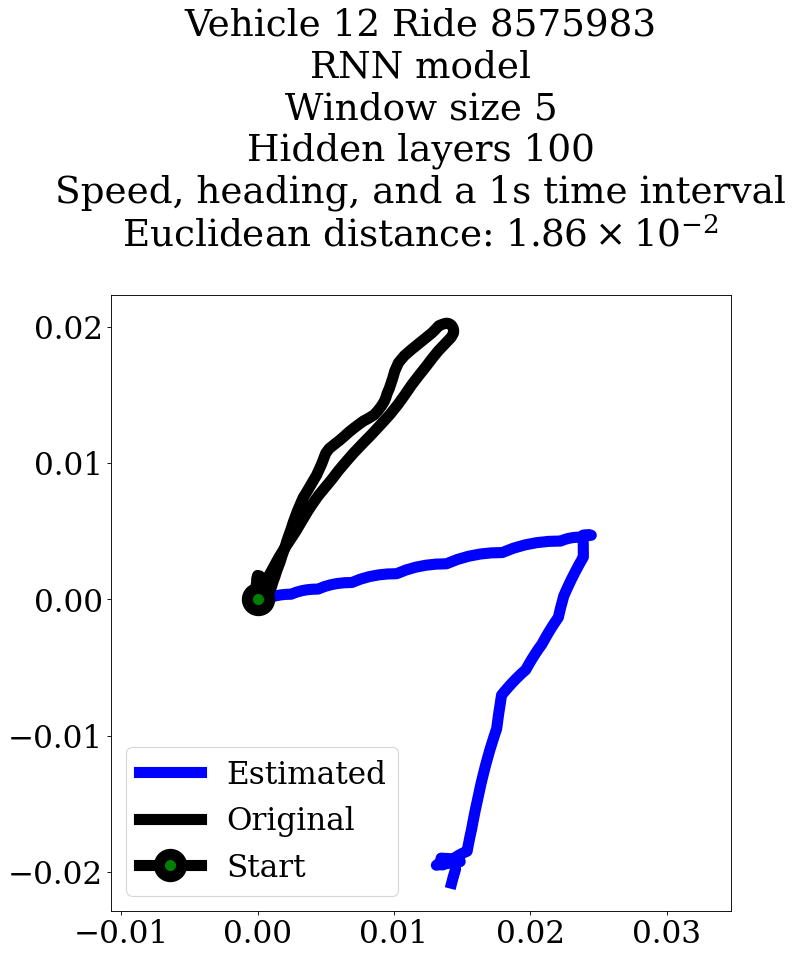 Vehicle 12 Ride 8575983
RNN model
Window size 5
Hidden layers 100
Speed, heading, and a 1s time interval
Euclidean distance: 1.86 × 10⁻²
0.02
0.01
0.00
−0.01
−0.02
Estimated
Original
Start
−0.01 0.00 0.01 0.02 0.03